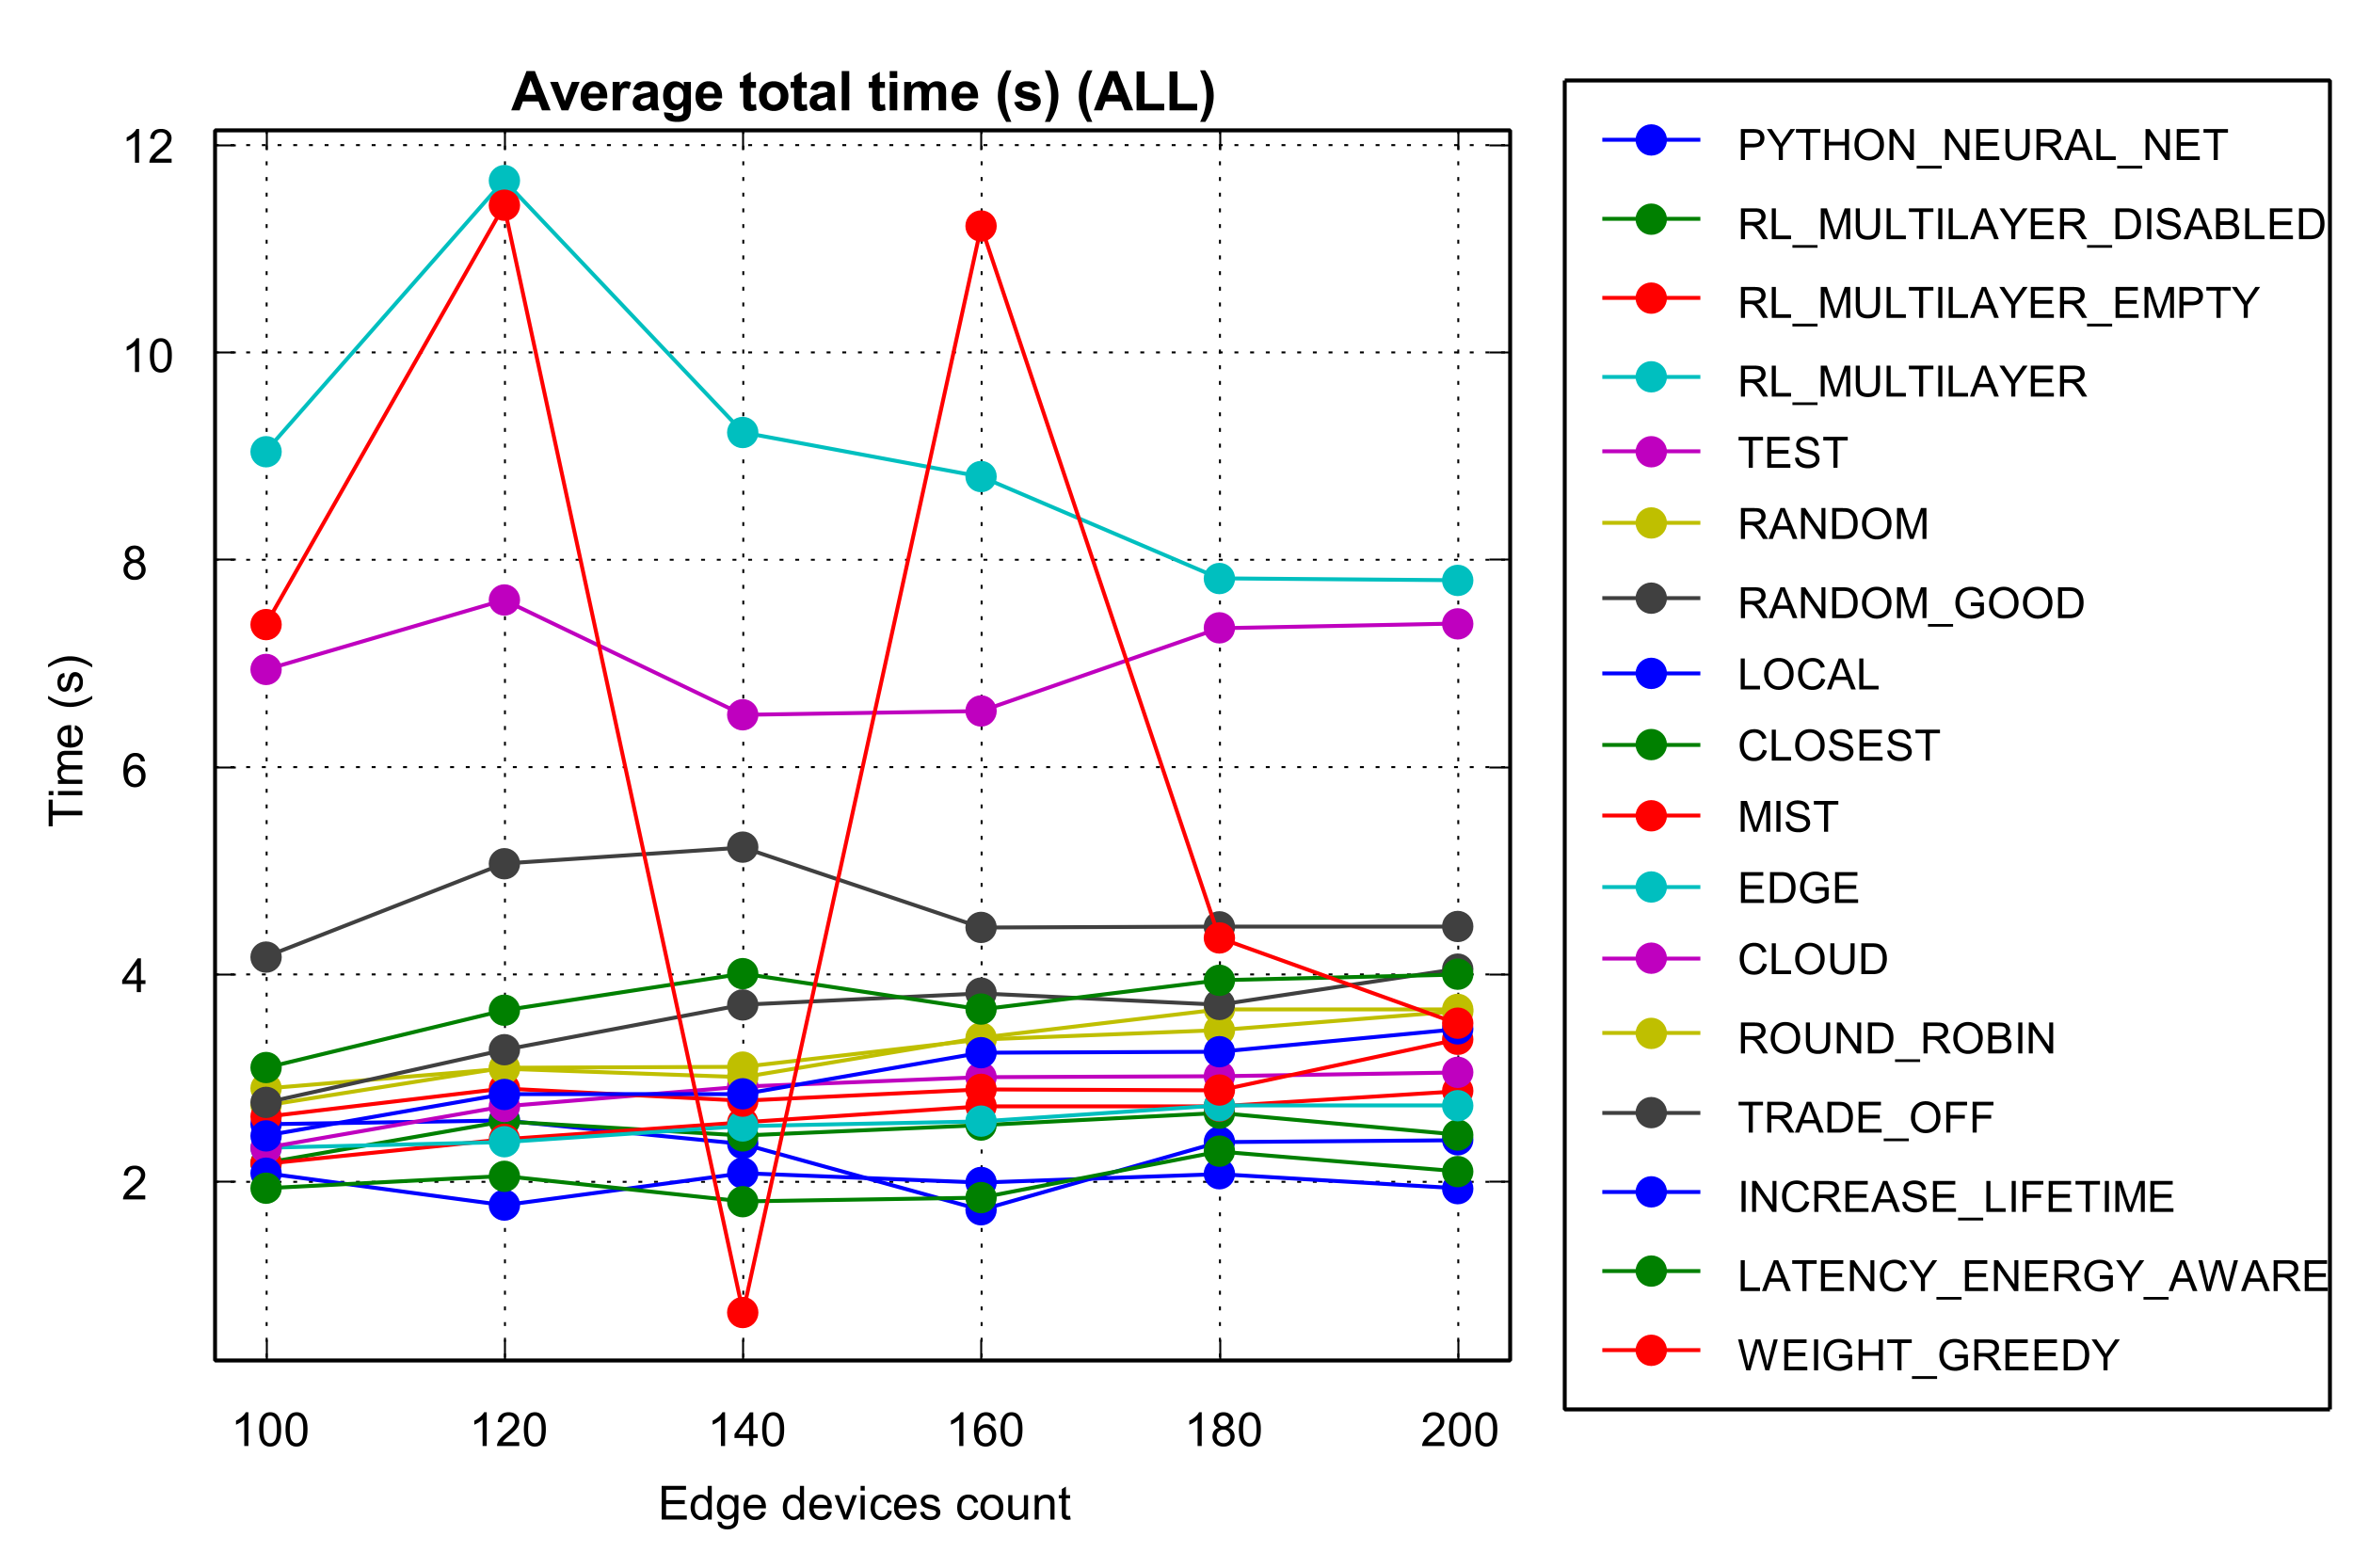 Average total time (s) (ALL)
12
10
8
6
4
2
Time (s)
100 120 140 160 180 200
Edge devices count
PYTHON_NEURAL_NET
RL_MULTILAYER_DISABLED
RL_MULTILAYER_EMPTY
RL_MULTILAYER
TEST
RANDOM
RANDOM_GOOD
LOCAL
CLOSEST
MIST
EDGE
CLOUD
ROUND_ROBIN
TRADE_OFF
INCREASE_LIFETIME
LATENCY_ENERGY_AWARE
WEIGHT_GREEDY